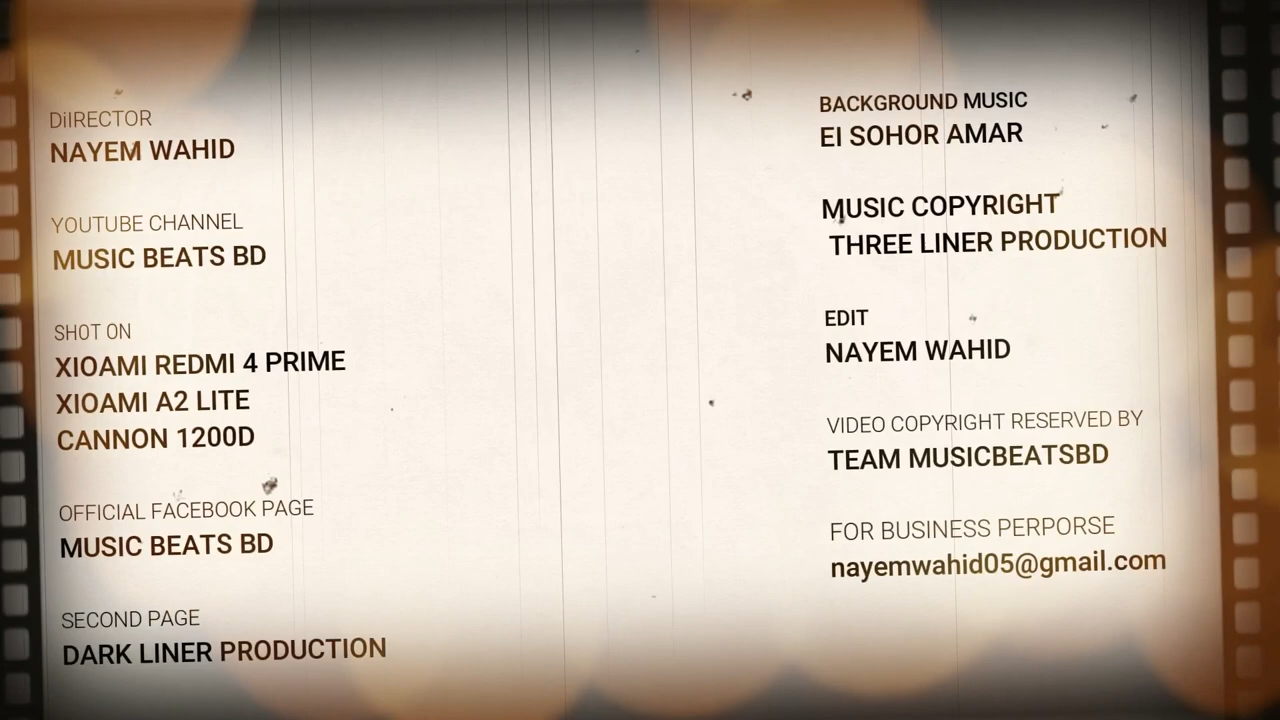 DiIRECTOR
NAYEM WAHID
YOUTUBE CHANNEL
MUSIC BEATS BD
SHOT ON
XIOAMI REDMI 4 PRIME
XIOAMI A2 LITE
CANNON 1200D
OFFICIAL FACEBOOK PAGE
MUSIC BEATS BD
SECOND PAGE
DARK LINER PRODUCTION
BACKGROUND MUSIC
EI SOHOR AMAR
MUSIC COPYRIGHT
THREE LINER PRODUCTION
EDIT
NAYEM WAHID
VIDEO COPYRIGHT RESERVED BY
TEAM MUSICBEATSBD
FOR BUSINESS PERPORSE
nayemwahid05@gmail.com